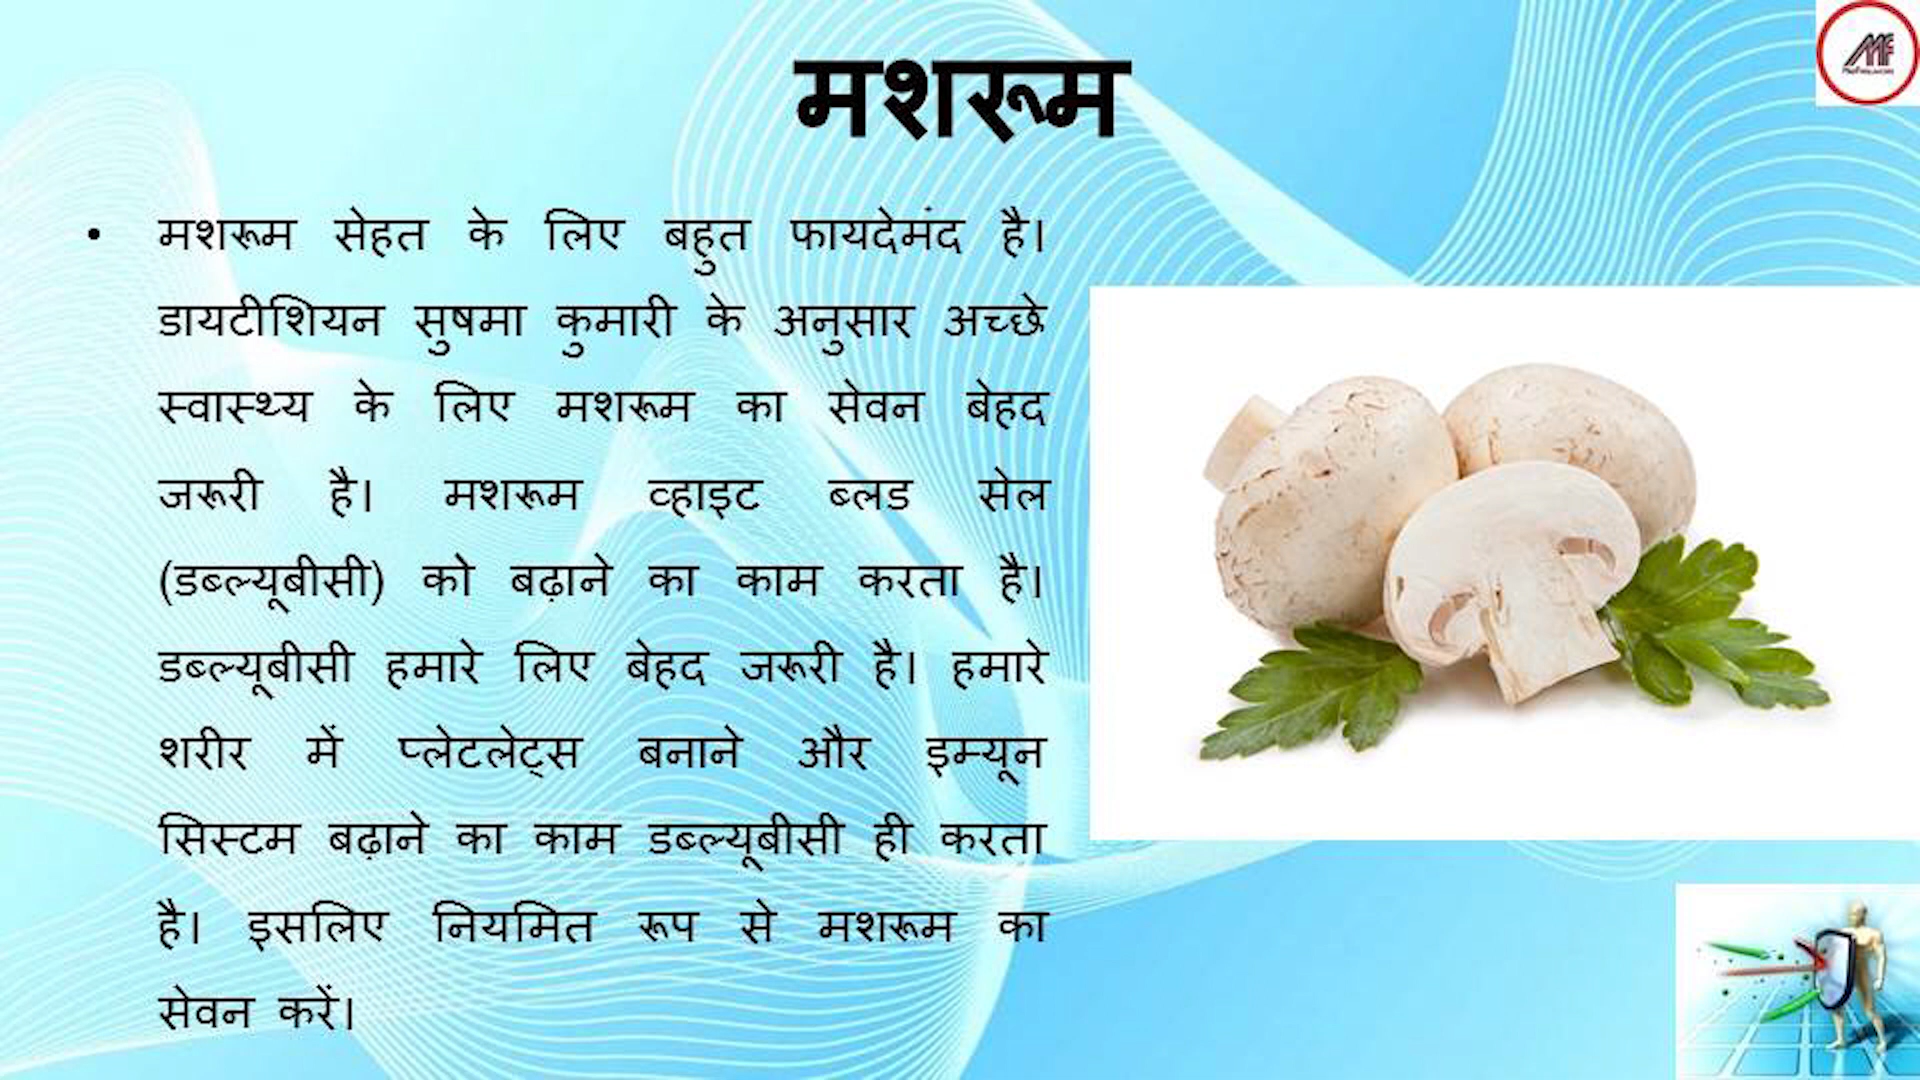 मशरूम
• मशरूम सेहत के लिए बहुत फायदेमंद है।
डायटीशियन सुषमा कुमारी के अनुसार अच्छे
स्वास्थ्य के लिए मशरूम का सेवन बेहद
जरूरी है। मशरूम व्हाइट ब्लड सेल
(डब्ल्यूबीसी) को बढ़ाने का काम करता है।
डब्ल्यूबीसी हमारे लिए बेहद जरूरी है। हमारे
शरीर में प्लेटलेट्स बनाने और इम्यून
सिस्टम बढ़ाने का काम डब्ल्यूबीसी ही करता
है। इसलिए नियमित रूप से मशरूम का
सेवन करें।